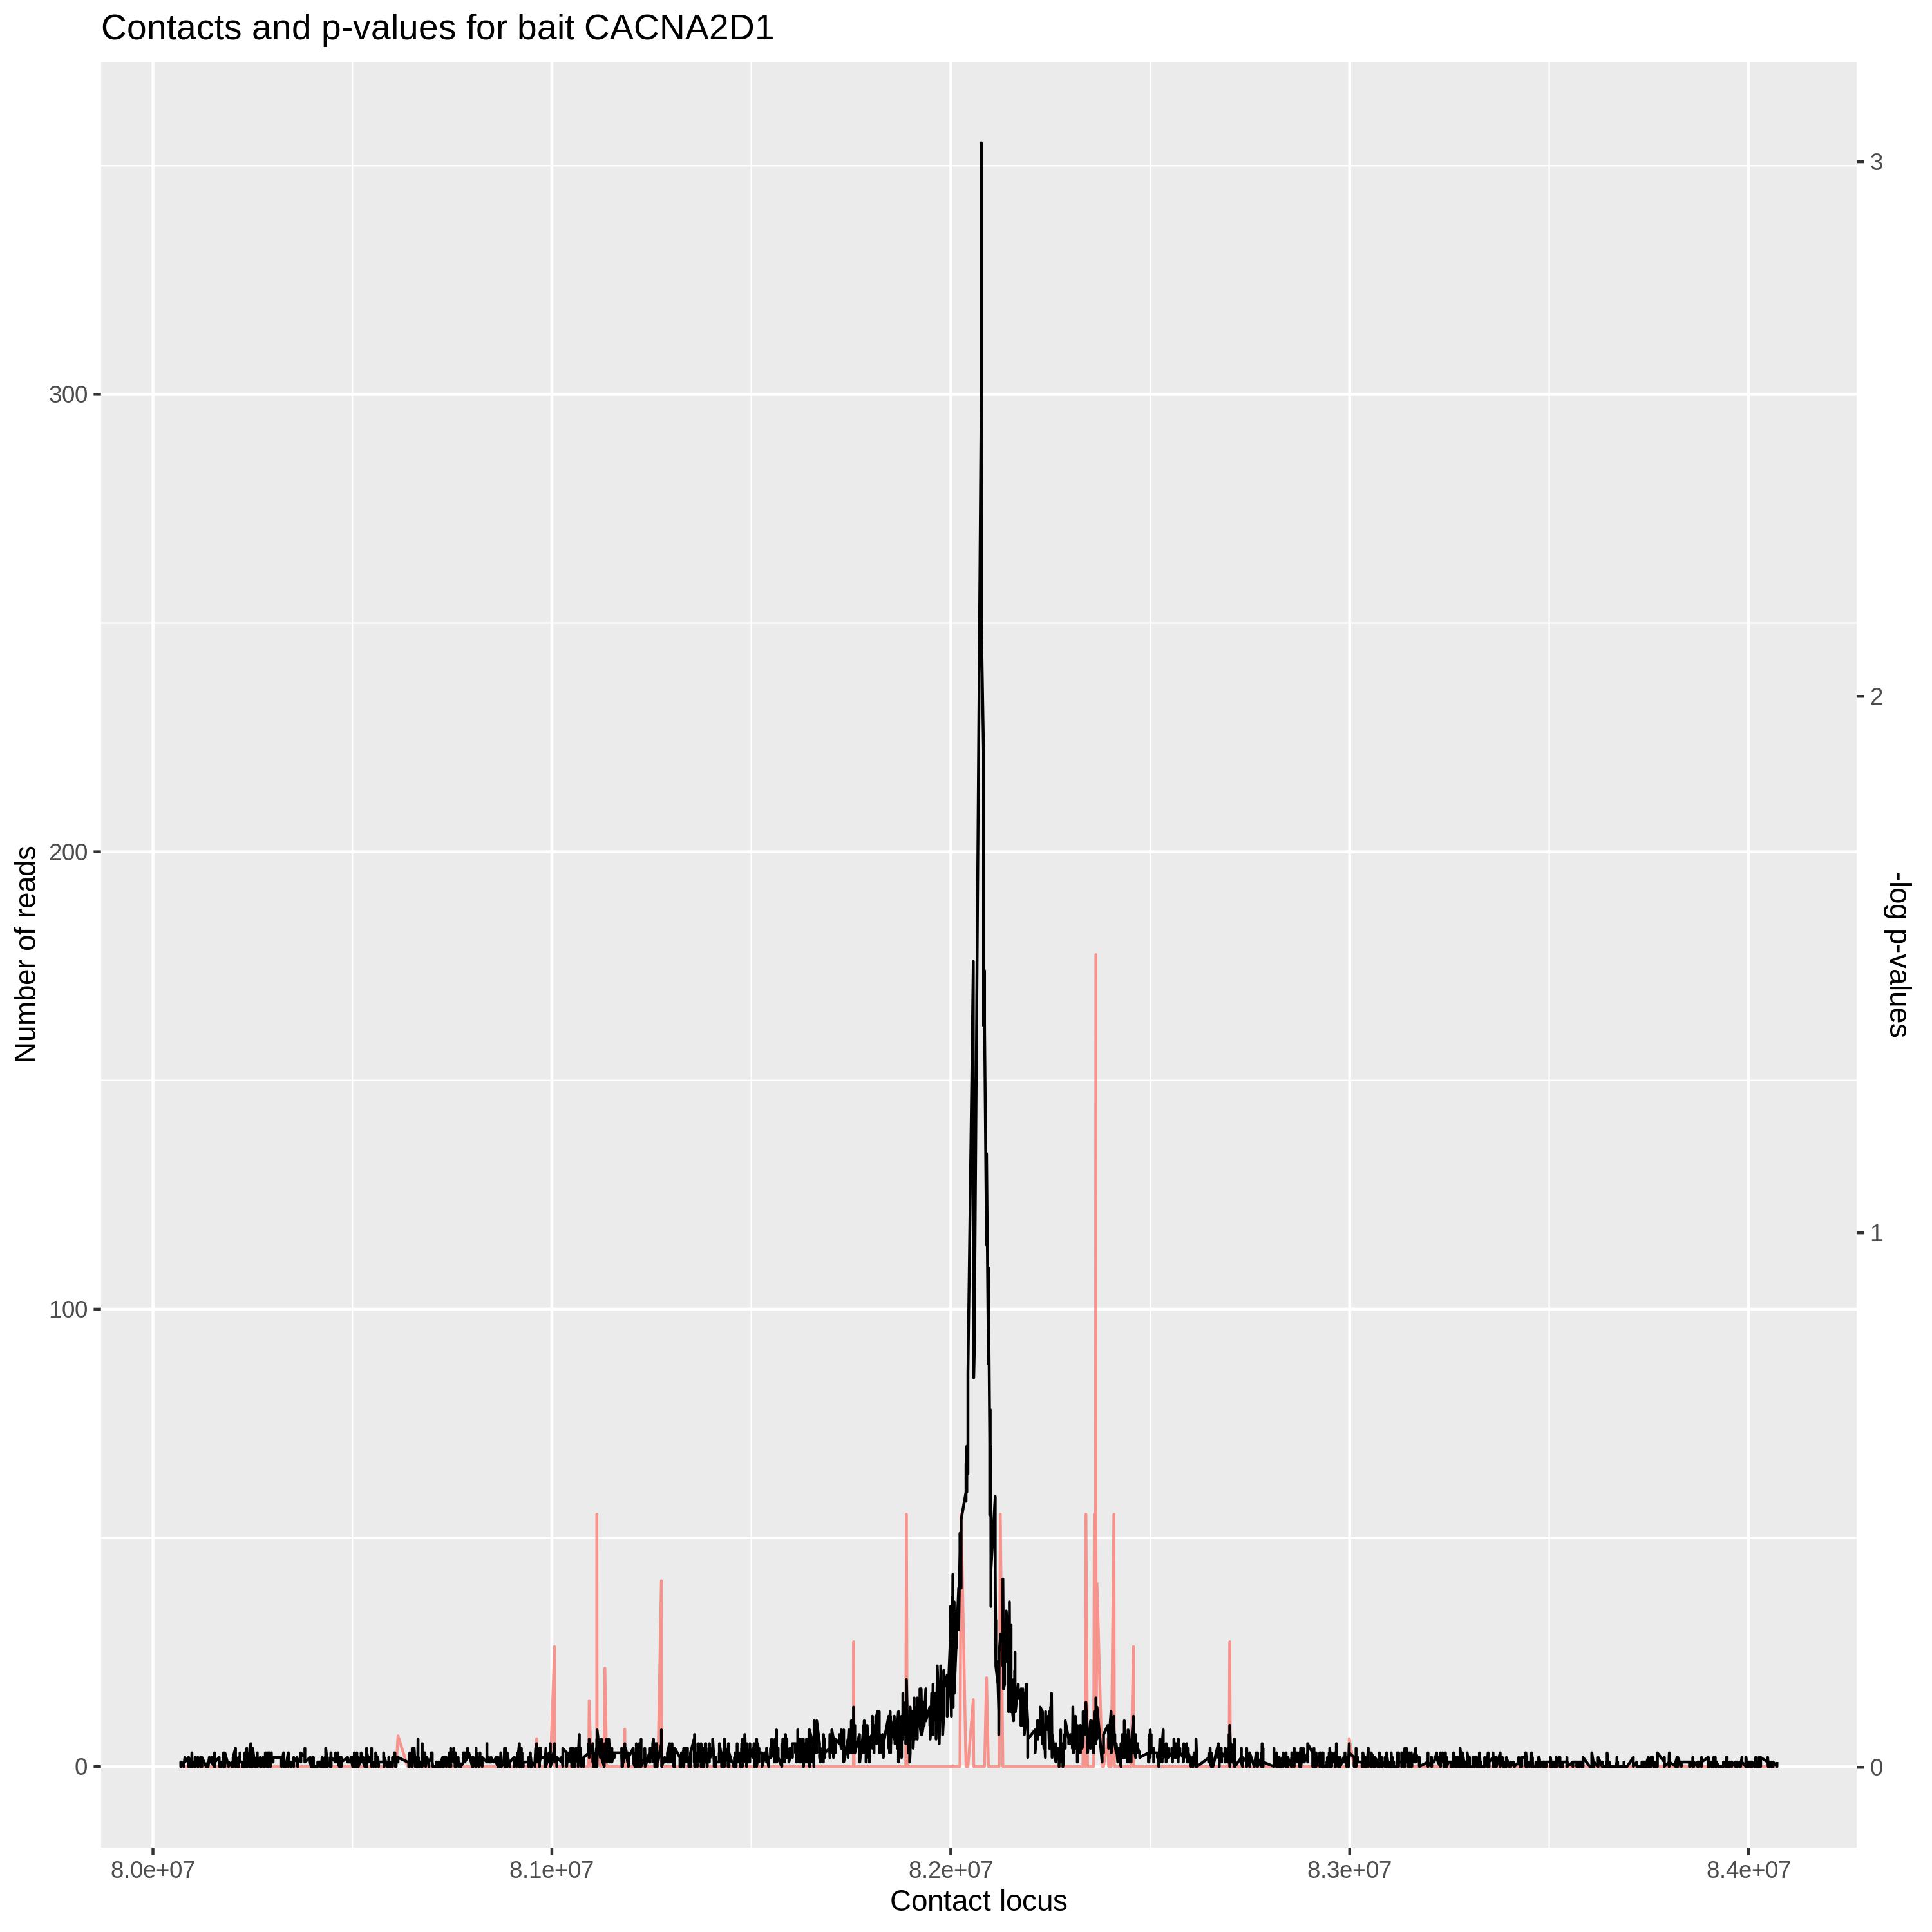 Contacts and p-values for bait CACNA2D1
Number of reads
300
200
100
0
3
2
1
0
-log p-values
8.0e+07
8.1e+07
8.2e+07
8.3e+07
8.4e+07
Contact locus